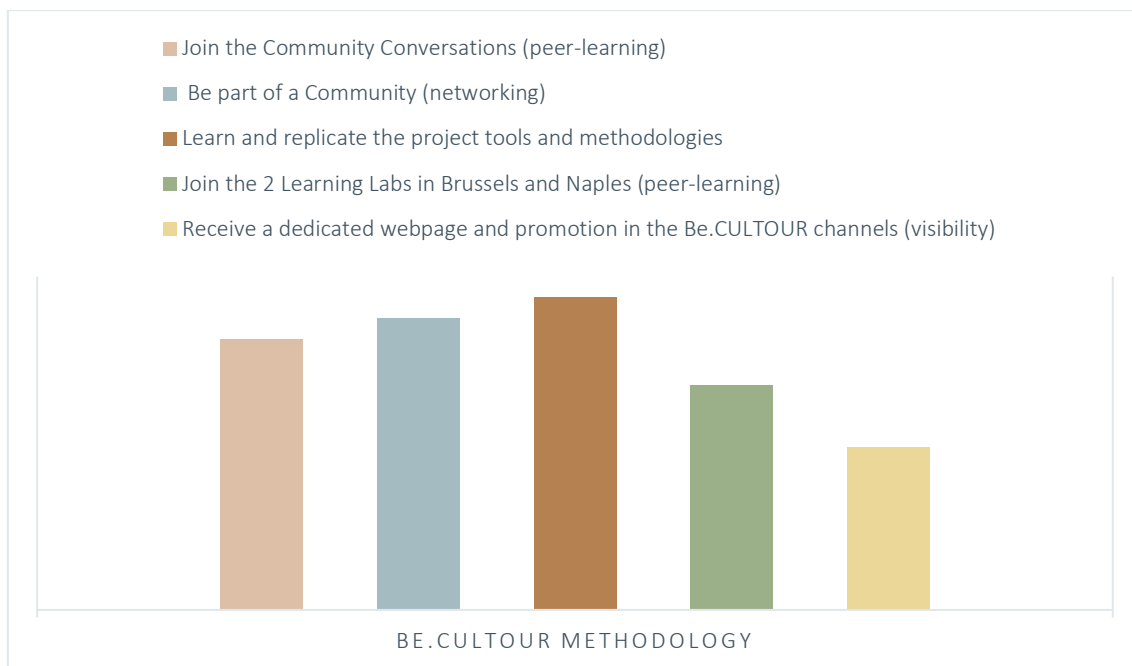 Join the Community Conversations (peer-learning)
Be part of a Community (networking)
Learn and replicate the project tools and methodologies
Join the 2 Learning Labs in Brussels and Naples (peer-learning)
Receive a dedicated webpage and promotion in the Be.CULTOUR channels (visibility)
BE.CULTOUR METHODOLOGY